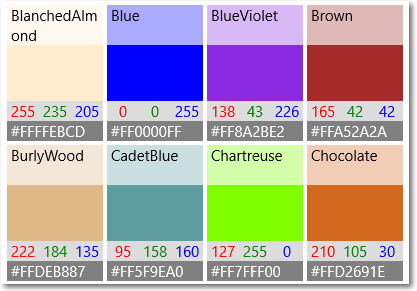 BlanchedAlm
ond
Blue
BlueViolet
Brown
255 235 205
0 0 255
138 43 226
165 42 42
#FFFFEBCD
#FF0000FF
#FF8A2BE2
#FFA52A2A
BurlyWood
CadetBlue
Chartreuse
Chocolate
222 184 135
95 158 160
127 255 0
210 105 30
#FFDEB887
#FF5F9EA0
#FF7FFF00
#FFD2691E